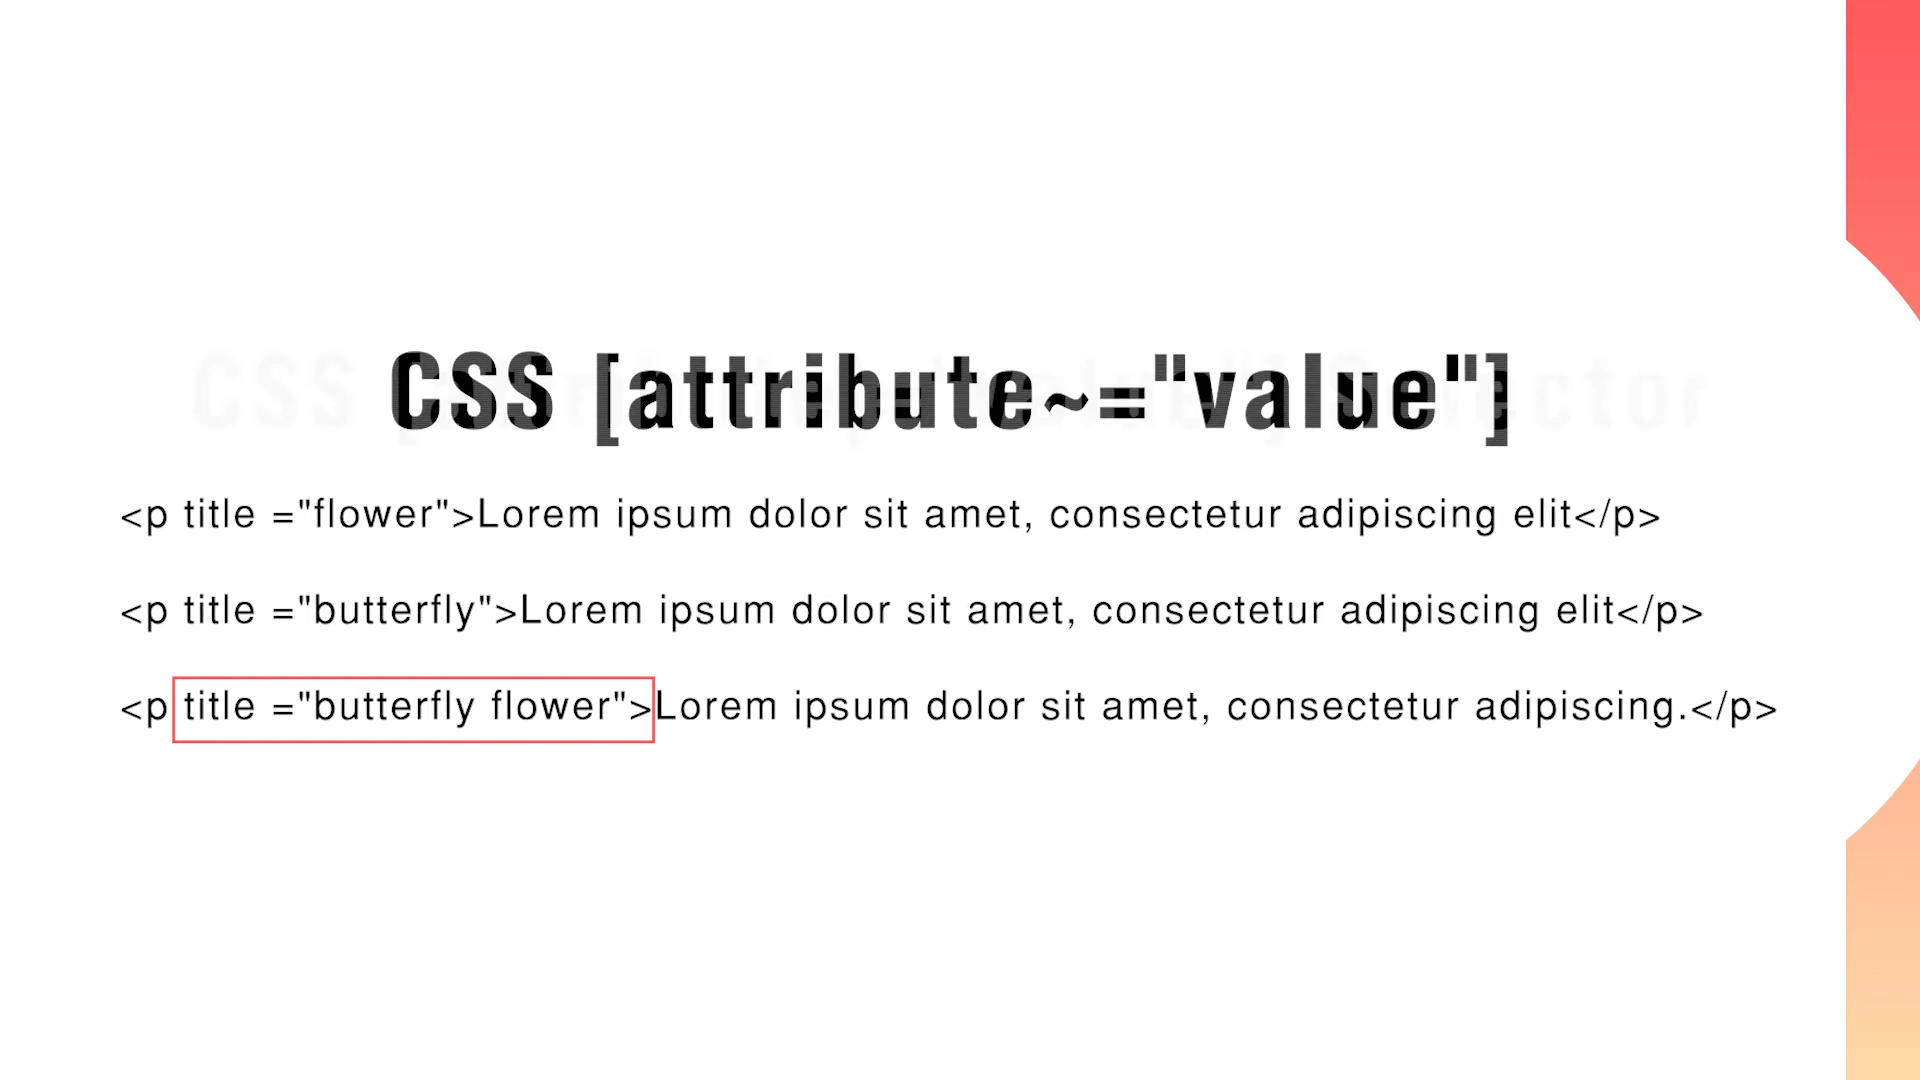 CSS [attribute~="value"]
<p title ="flower">Lorem ipsum dolor sit amet, consectetur adipiscing elit</p>
<p title ="butterfly">Lorem ipsum dolor sit amet, consectetur adipiscing elit</p>
<p title ="butterfly flower">Lorem ipsum dolor sit amet, consectetur adipiscing.</p>